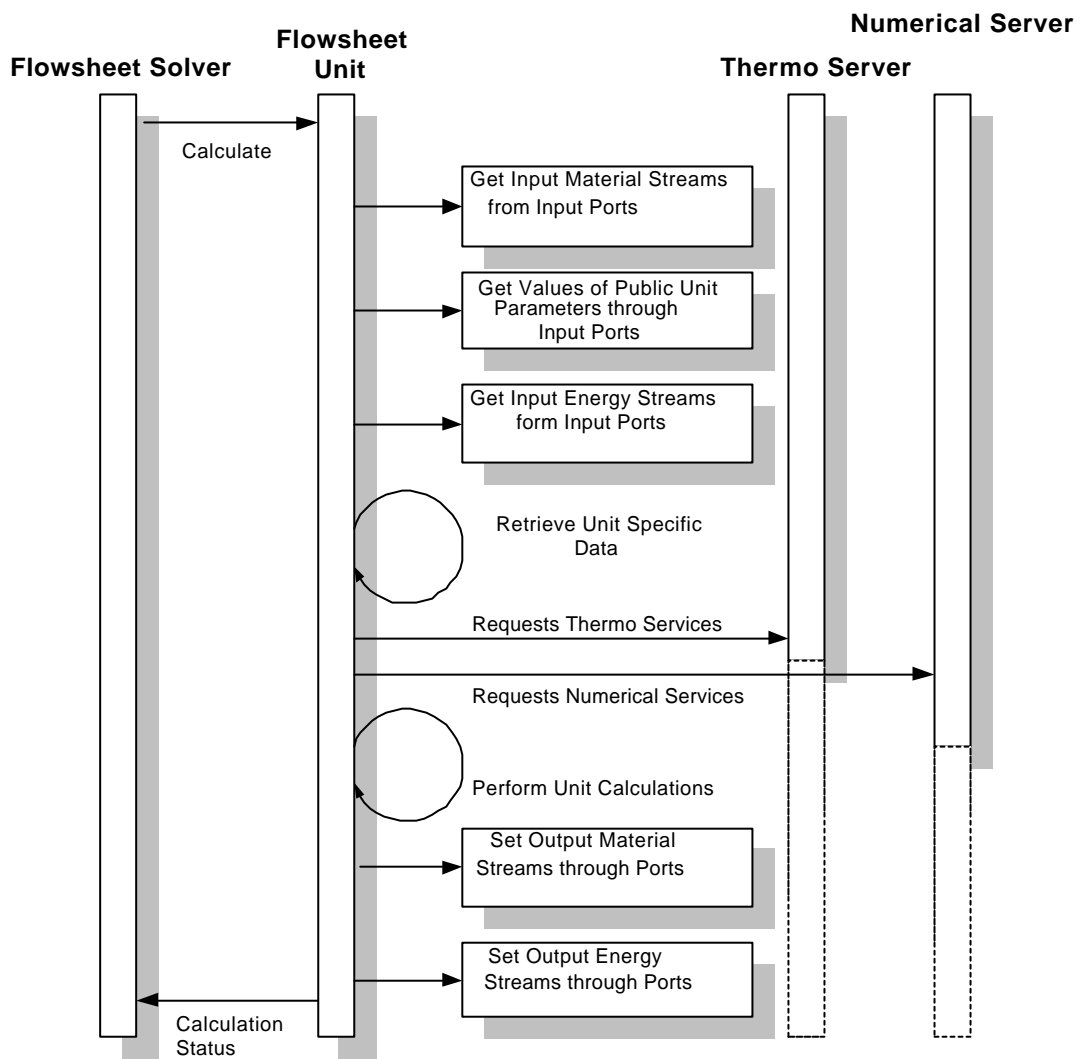 Numerical Server
Flowsheet
Unit
Flowsheet Solver
Thermo Server
Calculate
Get Input Material Streams
from Input Ports
Get Values of Public Unit
Parameters through
Input Ports
Get Input Energy Streams
form Input Ports
Retrieve Unit Specific
Data
Requests Thermo Services
Requests Numerical Services
Perform Unit Calculations
Set Output Material
Streams through Ports
Set Output Energy
Streams through Ports
Calculation
Status